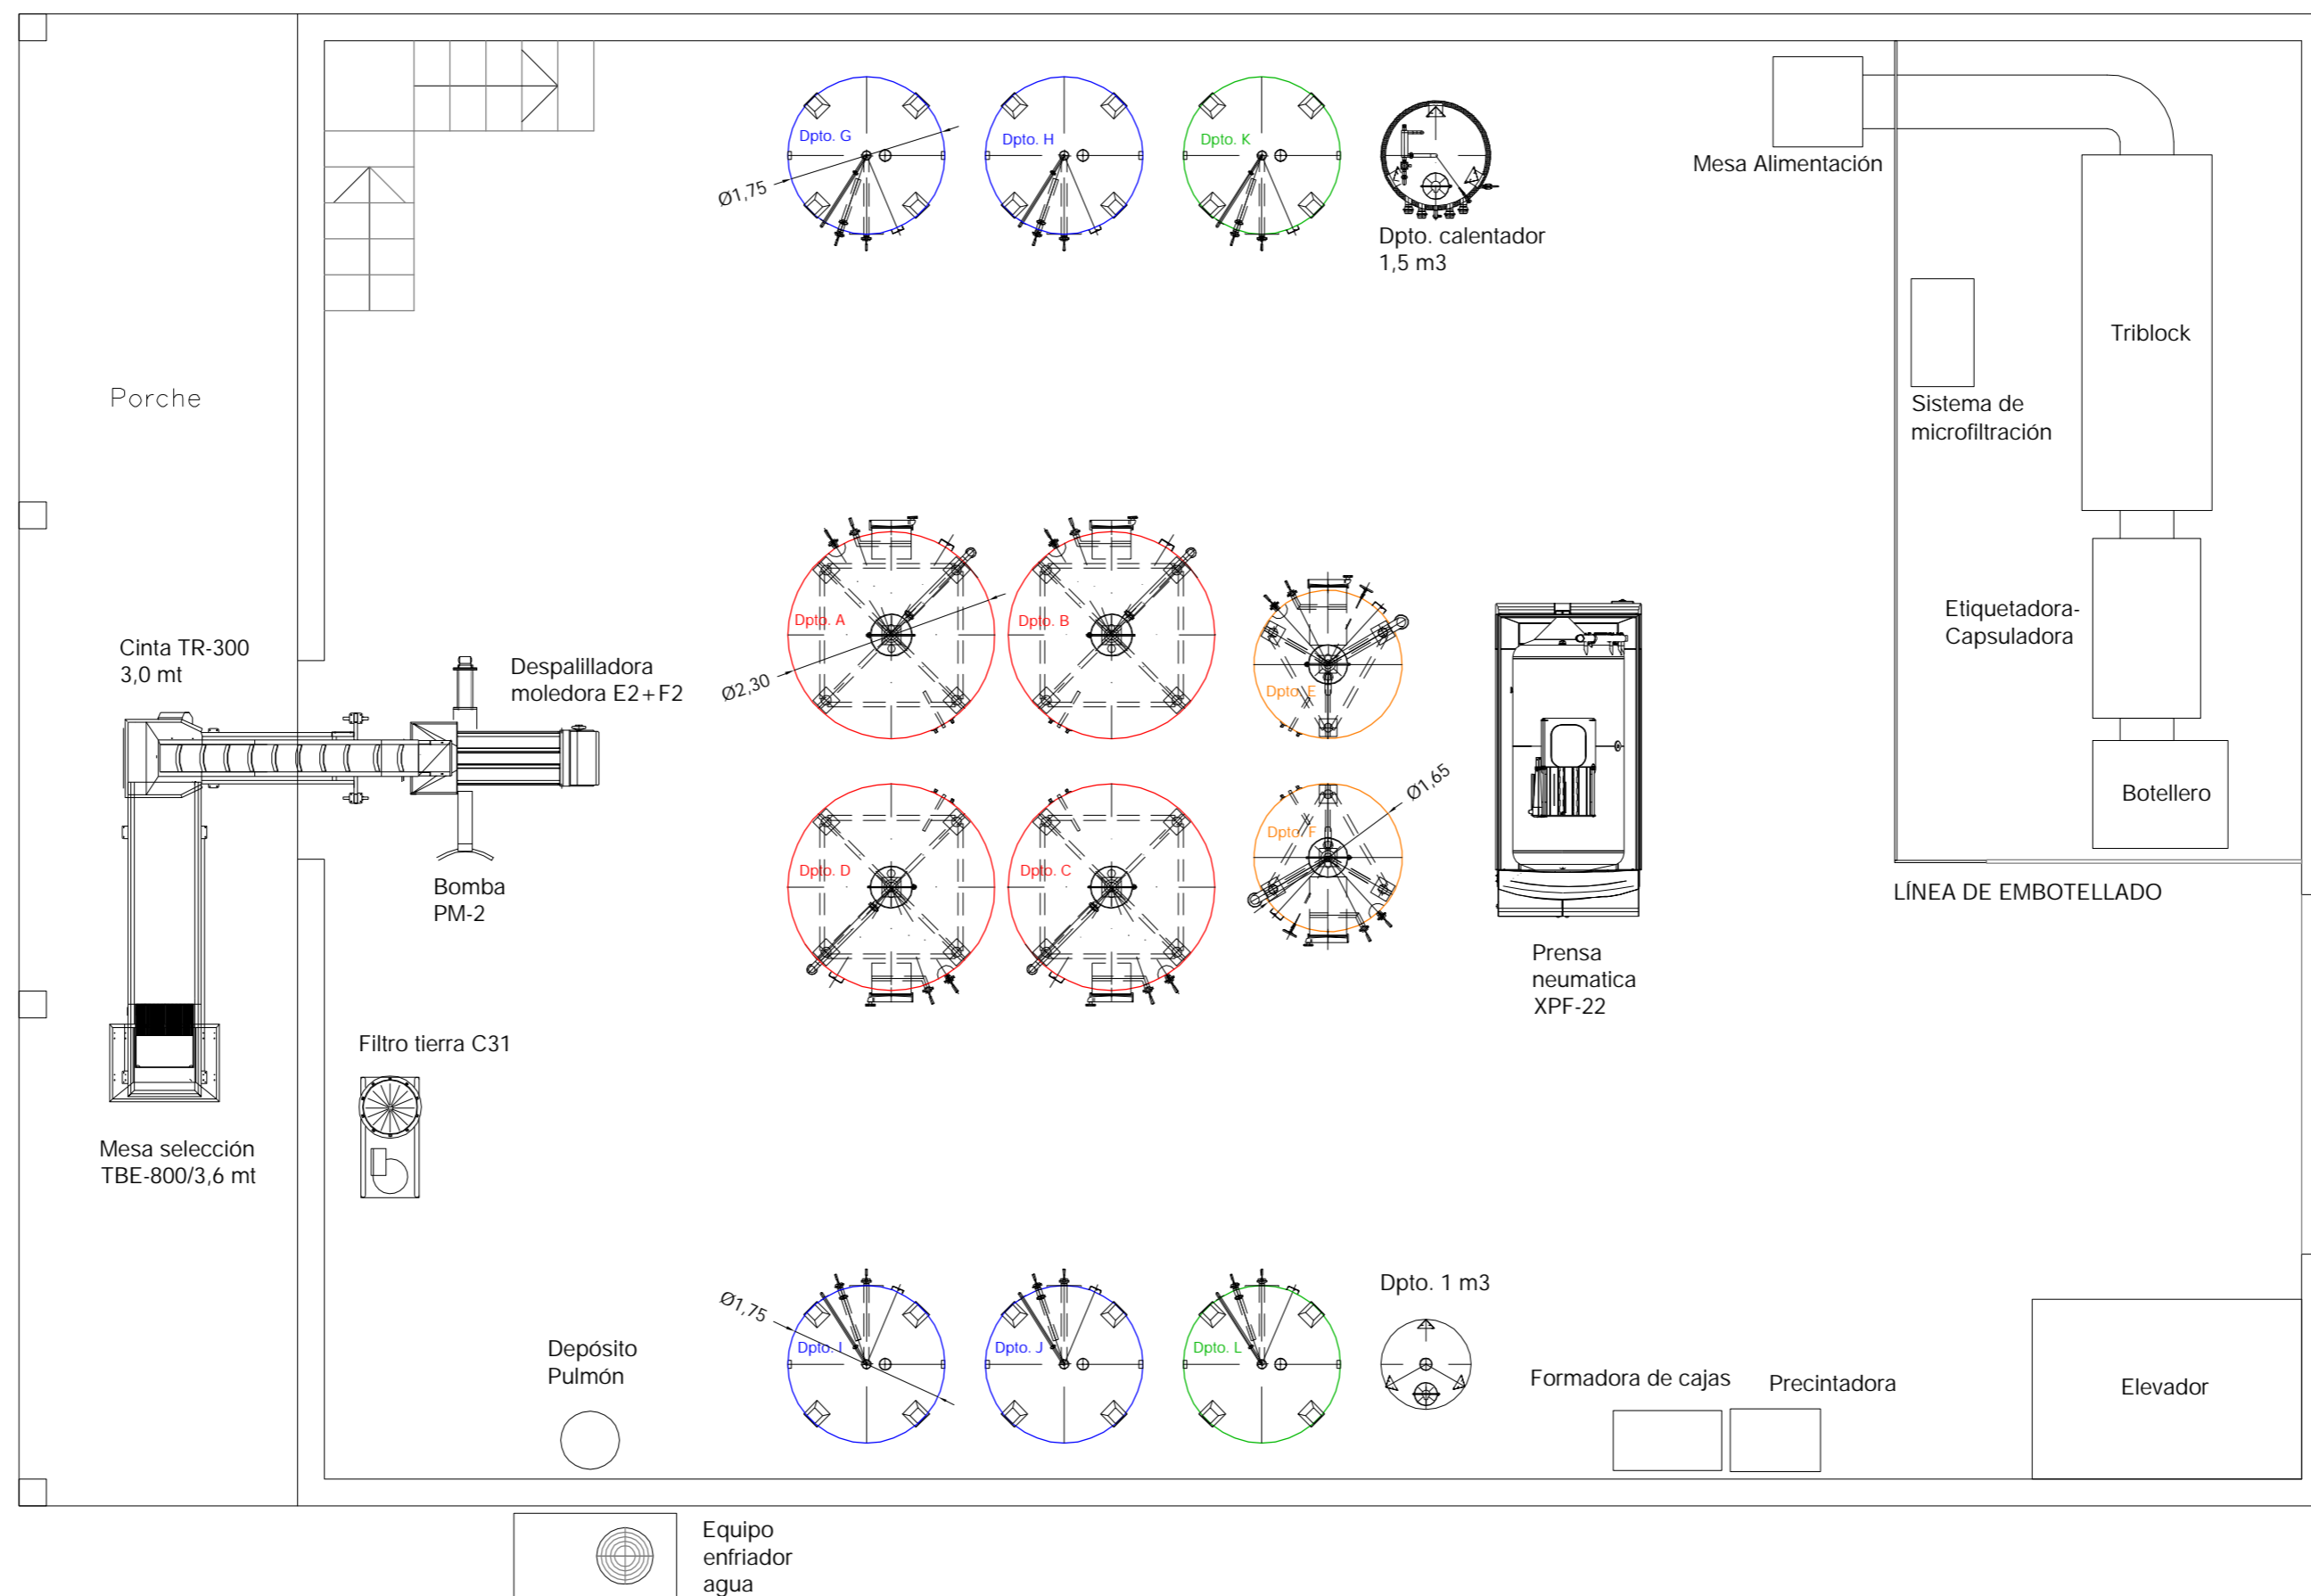 Dpto. G
Dpto. H
Dpto. K
Ø1,75
Dpto. calentador
1,5 m3
Mesa Alimentación
Triblock
Sistema de
microfiltración
Porche
Cinta TR-300
3,0 mt
Despalilladora
moledora E2+F2
Dpto. A
Dpto. B
Ø2,30
Dpto. E
Etiquetadora-
Capsuladora
Ø1,65
Botellero
Dpto. D
Dpto. C
Dpto. F
Bomba
PM-2
LÍNEA DE EMBOTELLADO
Prensa
neumatica
XPF-22
Filtro tierra C31
Mesa selección
TBE-800/3,6 mt
Ø1,75
Dpto. 1 m3
Depósito
Pulmón
Dpto. I
Dpto. J
Dpto. L
Formadora de cajas
Precintadora
Elevador
Equipo
enfriador
agua